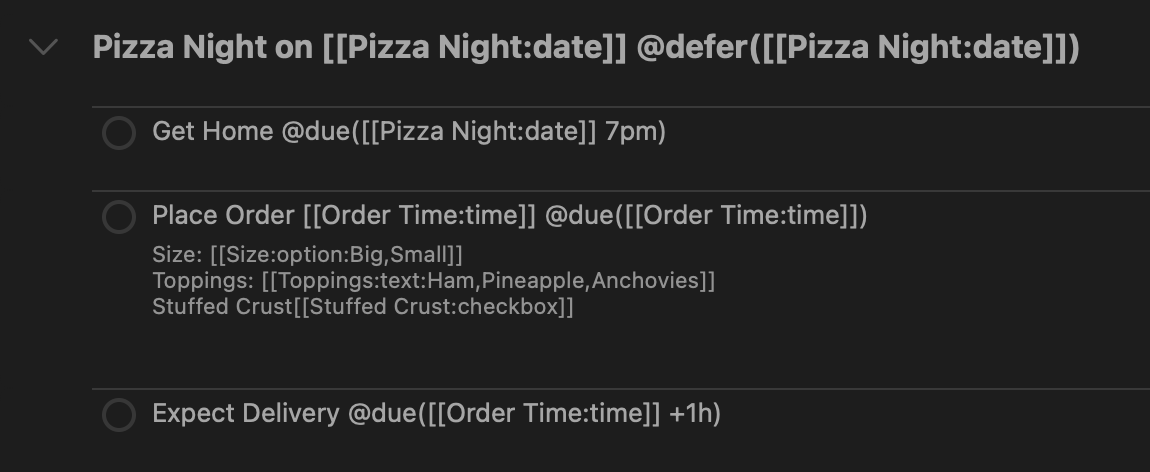 Pizza Night on [[Pizza Night:date]] @defer([[Pizza Night:date]])
Get Home @due([[Pizza Night:date]] 7pm)
Place Order [[Order Time:time]] @due([[Order Time:time]])
Size: [[Size:option:Big,Small]]
Toppings: [[Toppings:text:Ham,Pineapple,Anchovies]]
Stuffed Crust[[Stuffed Crust:checkbox]]
Expect Delivery @due([[Order Time:time]] +1h)